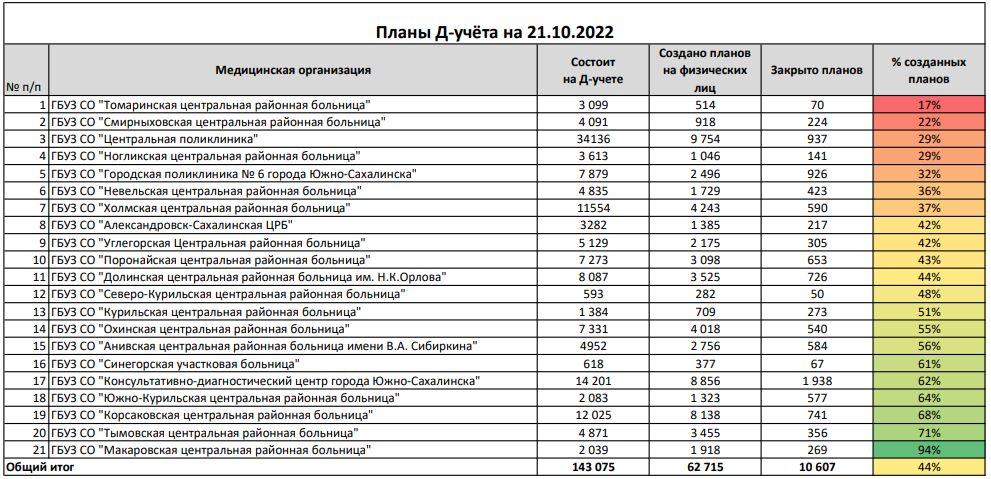 Планы Д-учёта на 21.10.2022
№ п/п Медицинская организация Состоит на Д-учете Создано планов на физических лиц Закрыто планов % созданных планов
1 ГБУЗ СО "Томаринская центральная районная больница" 3 099 514 70 17%
2 ГБУЗ СО "Смирныховская центральная районная больница" 4 091 918 224 22%
3 ГБУЗ СО "Центральная поликлиника" 34136 9 754 937 29%
4 ГБУЗ СО "Ногликская центральная районная больница" 3 613 1 046 141 29%
5 ГБУЗ СО "Городская поликлиника № 6 города Южно-Сахалинска" 7 879 2 496 926 32%
6 ГБУЗ СО "Невельская центральная районная больница" 4 835 1 729 423 36%
7 ГБУЗ СО "Холмская центральная районная больница" 11554 4 243 590 37%
8 ГБУЗ СО "Александровск-Сахалинская ЦРБ" 3282 1 385 217 42%
9 ГБУЗ СО "Углегорская Центральная районная больница" 5 129 2 175 305 42%
10 ГБУЗ СО "Поронайская центральная районная больница" 7 273 3 098 653 43%
11 ГБУЗ СО "Долинская центральная районная больница им. Н.К.Орлова" 8 087 3 525 726 44%
12 ГБУЗ СО "Северо-Курильская центральная районная больница" 593 282 50 48%
13 ГБУЗ СО "Курильская центральная районная больница" 1 384 709 273 51%
14 ГБУЗ СО "Охинская центральная районная больница" 7 331 4 018 540 55%
15 ГБУЗ СО "Анивская центральная районная больница имени В.А. Сибиркина" 4952 2 756 584 56%
16 ГБУЗ СО "Синегорская участковая больница" 618 377 67 61%
17 ГБУЗ СО "Консультативно-диагностический центр города Южно-Сахалинска" 14 201 8 856 1 938 62%
18 ГБУЗ СО "Южно-Курильская центральная районная больница" 2 083 1 323 577 64%
19 ГБУЗ СО "Корсаковская центральная районная больница" 12 025 8 138 741 68%
20 ГБУЗ СО "Тымовская центральная районная больница" 4 871 3 455 356 71%
21 ГБУЗ СО "Макаровская центральная районная больница" 2 039 1 918 269 94%
Общий итог 143 075 62 715 10 607 44%